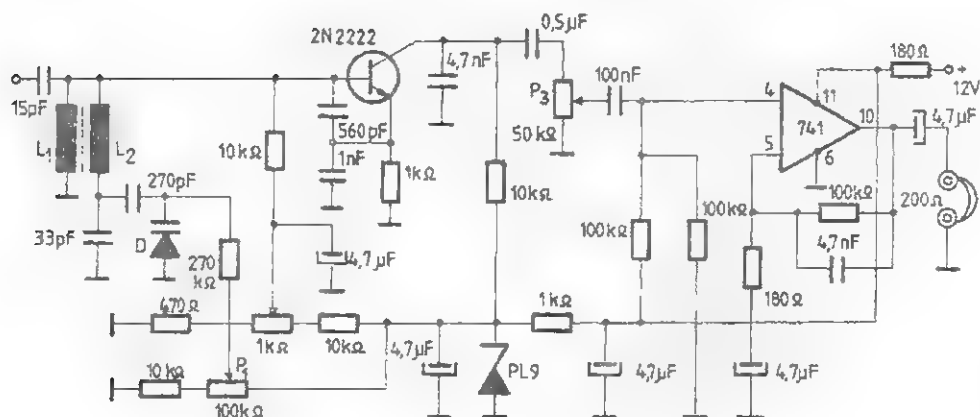 2N2222
0,5µF
180Ω
+
12V
4,7nF
P3
100nF
4
11
10
4,7µF
15pF
741
560pF
50kΩ
5
6
L1
L2
10kΩ
1nF
1kΩ
10kΩ
100kΩ
200Ω
270pF
100kΩ
100kΩ
33pF
D
270
kΩ
4,7µF
4,7nF
180Ω
470Ω
1kΩ
1kΩ
10kΩ
4,7µF
PL9
4,7µF
4,7µF
10kΩ
P1
100kΩ